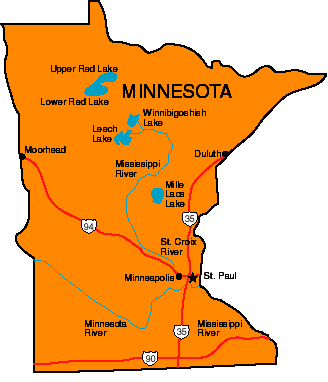 Upper Red Lake
MINNESOTA
Lower Red Lake
Winnibigoshish
Lake
Leech
Lake
Moorhead
Duluth
Mississippi
River
Mille
Lacs
Lake
35
94
St. Croix
River
Minneapolis
St. Paul
Minnesota
River
35
Mississippi
River
90